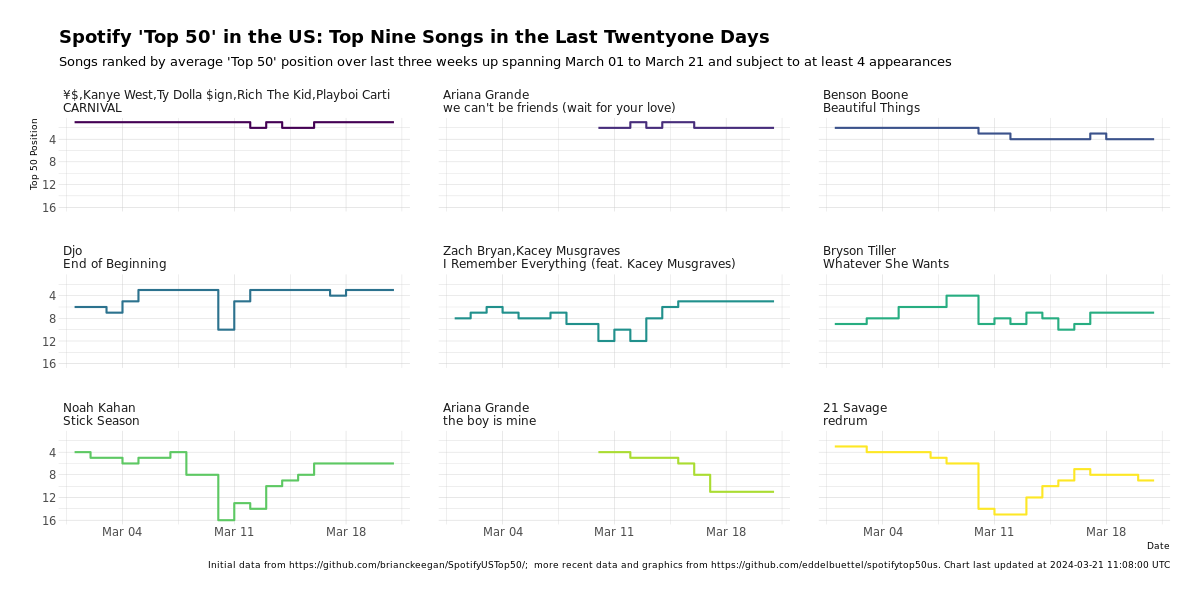 Spotify 'Top 50' in the US: Top Nine Songs in the Last Twentyone Days
Songs ranked by average 'Top 50' position over last three weeks up spanning March 01 to March 21 and subject to at least 4 appearances
¥$,Kanye West,Ty Dolla $ign,Rich The Kid,Playboi Carti
CARNIVAL
Ariana Grande
we can't be friends (wait for your love)
Benson Boone
Beautiful Things
Top 50 Position
4
8
12
16
Djo
End of Beginning
Zach Bryan,Kacey Musgraves
I Remember Everything (feat. Kacey Musgraves)
Bryson Tiller
Whatever She Wants
4
8
12
16
Noah Kahan
Stick Season
Ariana Grande
the boy is mine
21 Savage
redrum
4
8
12
16
Mar 04 Mar 11 Mar 18
Mar 04 Mar 11 Mar 18
Mar 04 Mar 11 Mar 18
Date
Initial data from https://github.com/brianckeegan/SpotifyUSTop50/;  more recent data and graphics from https://github.com/eddelbuettel/spotifytop50us. Chart last updated at 2024-03-21 11:08:00 UTC